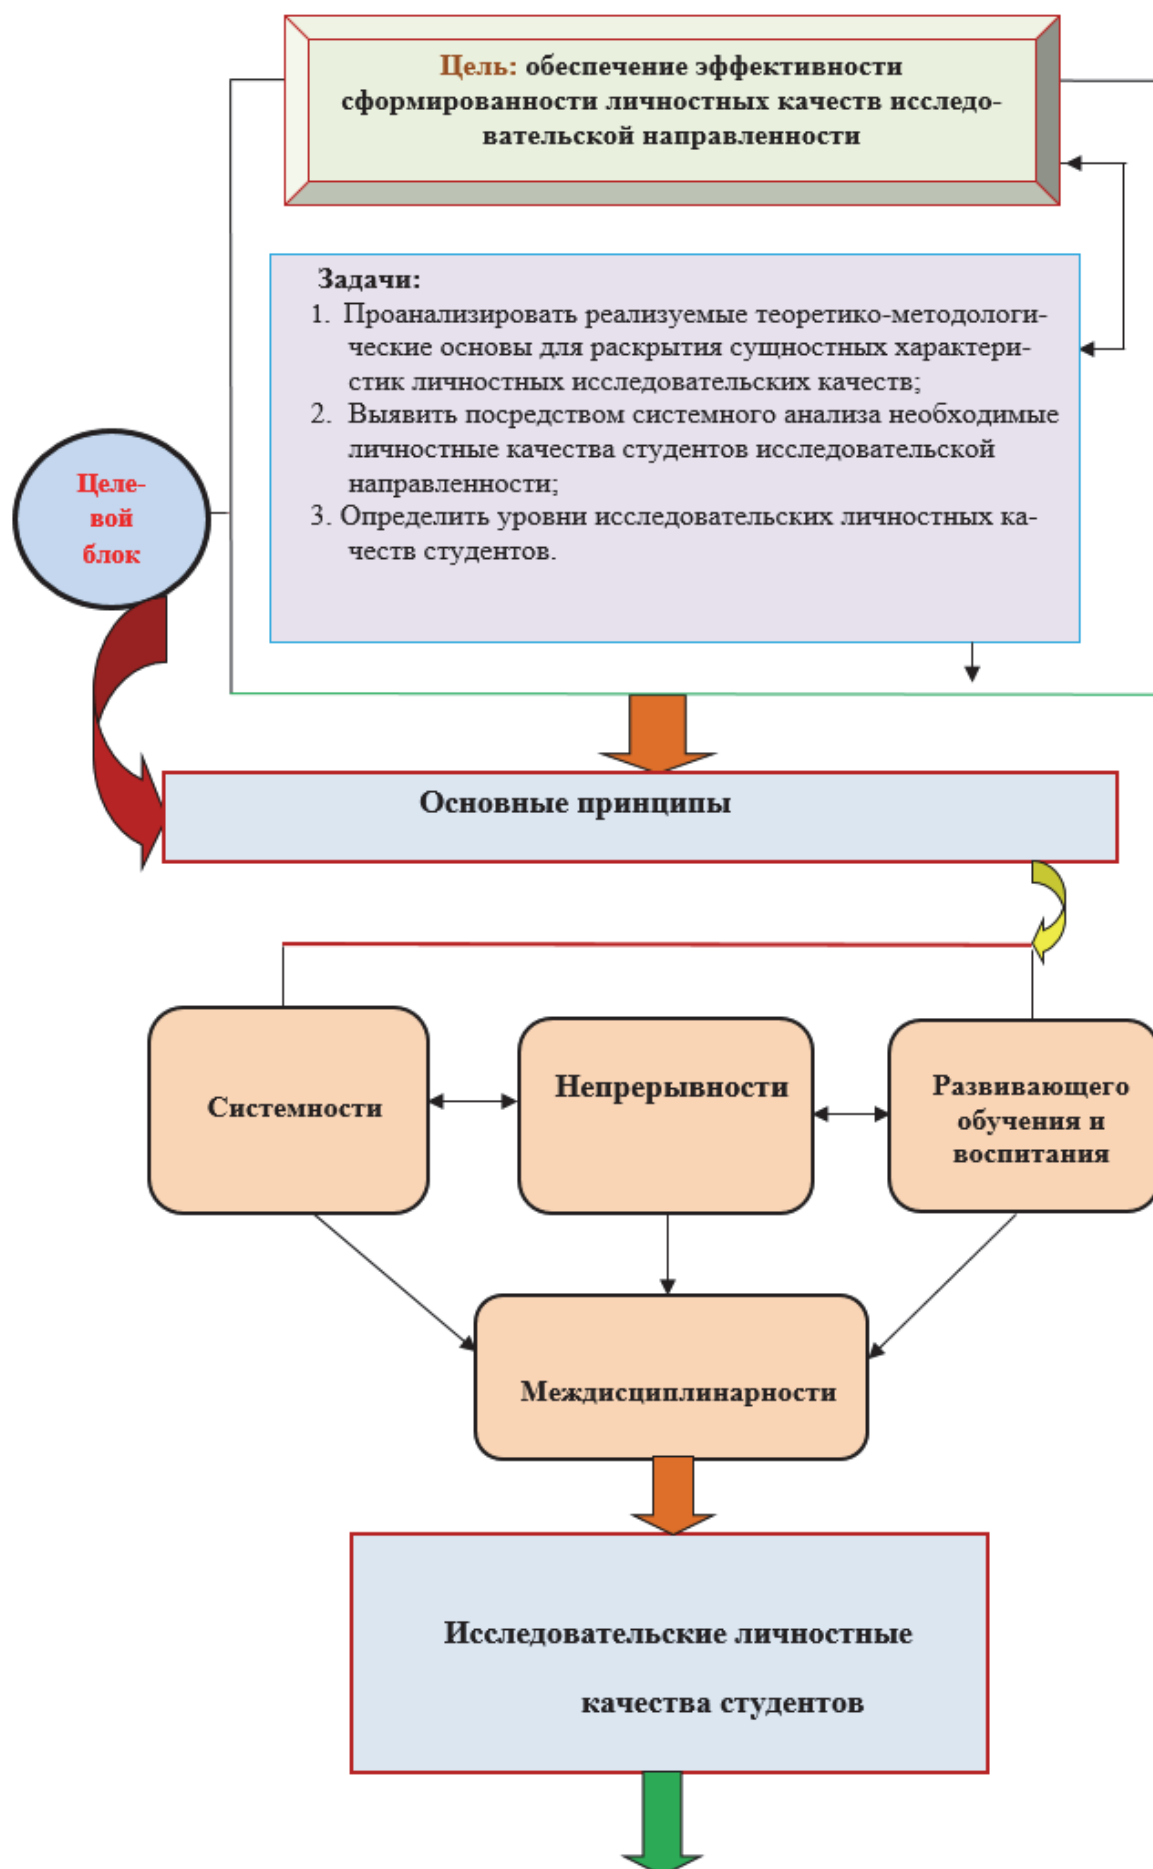 Цель: обеспечение эффективности
сформированности личностных качеств исследо-
вательской направленности
Задачи:
1. Проанализировать реализуемые теоретико-методологи-
ческие основы для раскрытия сущностных характери-
стик личностных исследовательских качеств;
2. Выявить посредством системного анализа необходимые
личностные качества студентов исследовательской
направленности;
3. Определить уровни исследовательских личностных ка-
честв студентов.
Целе-
вой
блок
Основные принципы
Системности
Непрерывности
Развивающего
обучения и
воспитания
Междисциплинарности
Исследовательские личностные
качества студентов